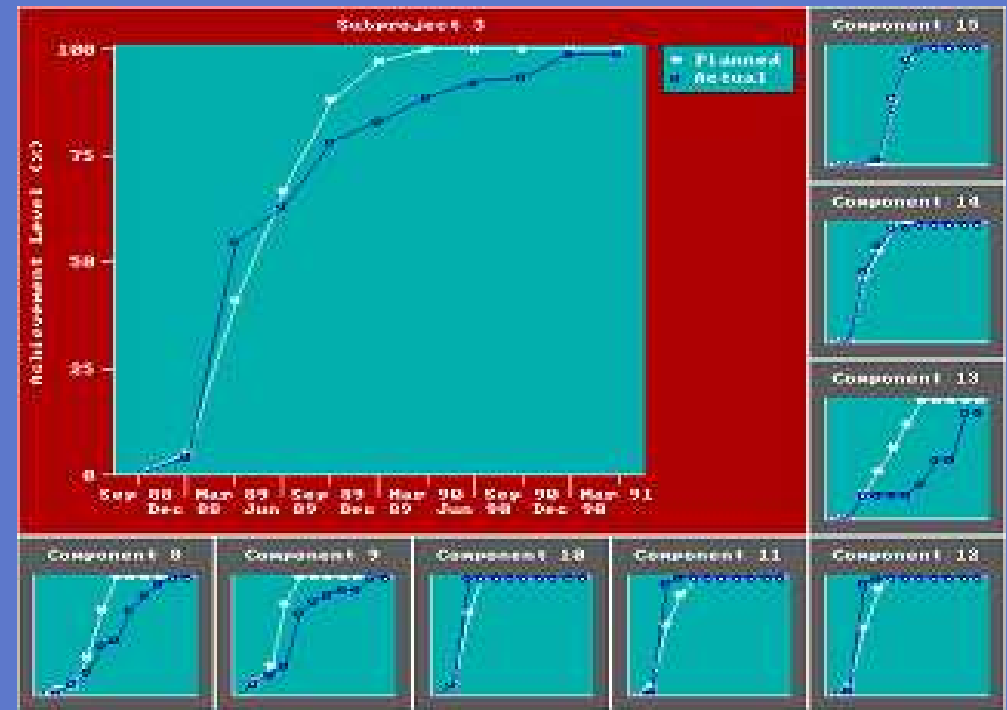 Subproject 3
Component 15
100
Planned
Actual
75
Component 14
50
Achievement Level (%)
25
Component 13
0
Sep 88 Mar 89 Sep 89 Mar 90 Sep 90 Mar 91
Dec 88 Jun 89 Dec 89 Jun 90 Dec 90
Component 8
Component 9
Component 10
Component 11
Component 12